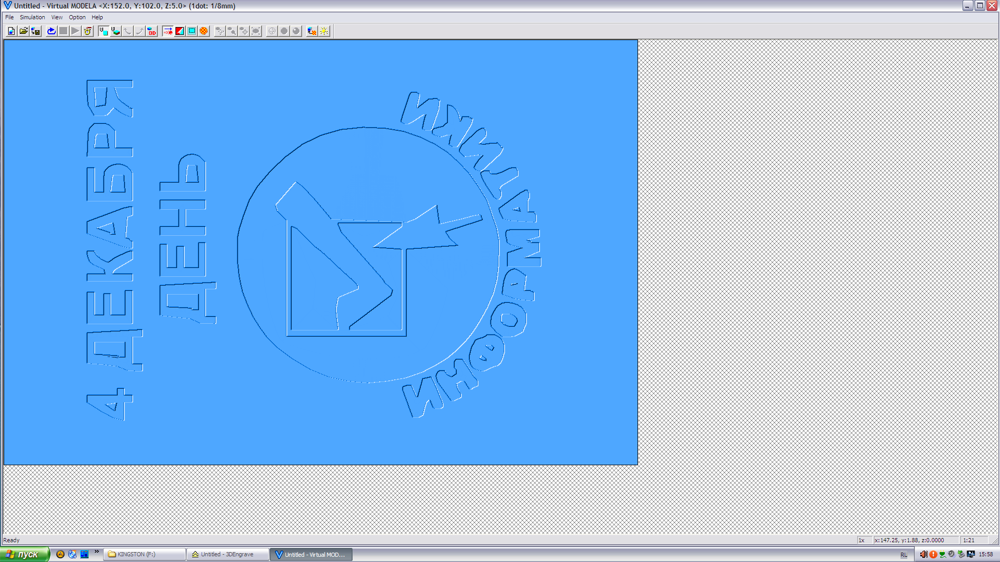 Untitled - Virtual MODELA <X:152.0, Y:102.0, Z:5.0> (1dot: 1/8mm)
File Simulation View Option Help
3D
4 ДЕКАБРЯ
ДЕНЬ
ИНФОРМАТИКИ
Ready 1x x:147.25, y:1.88, z:0.0000 1:21
пуск » KINGSTON (F:) Untitled - 3DEngrave Untitled - Virtual MOD... RU 15:58